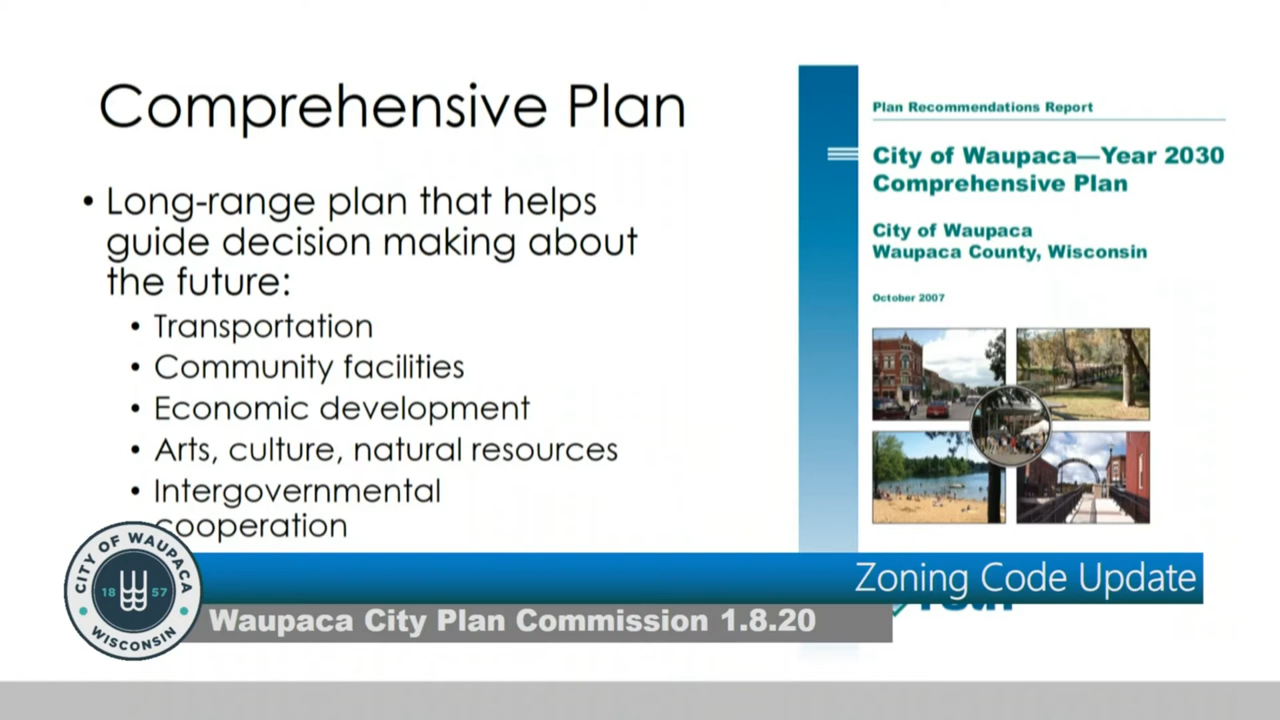 Comprehensive Plan
• Long-range plan that helps
guide decision making about
the future:
• Transportation
• Community facilities
• Economic development
• Arts, culture, natural resources
• Intergovernmental
cooperation
Plan Recommendations Report
City of Waupaca—Year 2030
Comprehensive Plan
City of Waupaca
Waupaca County, Wisconsin
October 2007
Zoning Code Update
Waupaca City Plan Commission 1.8.20
CITY OF WAUPACA
18 57
WISCONSIN